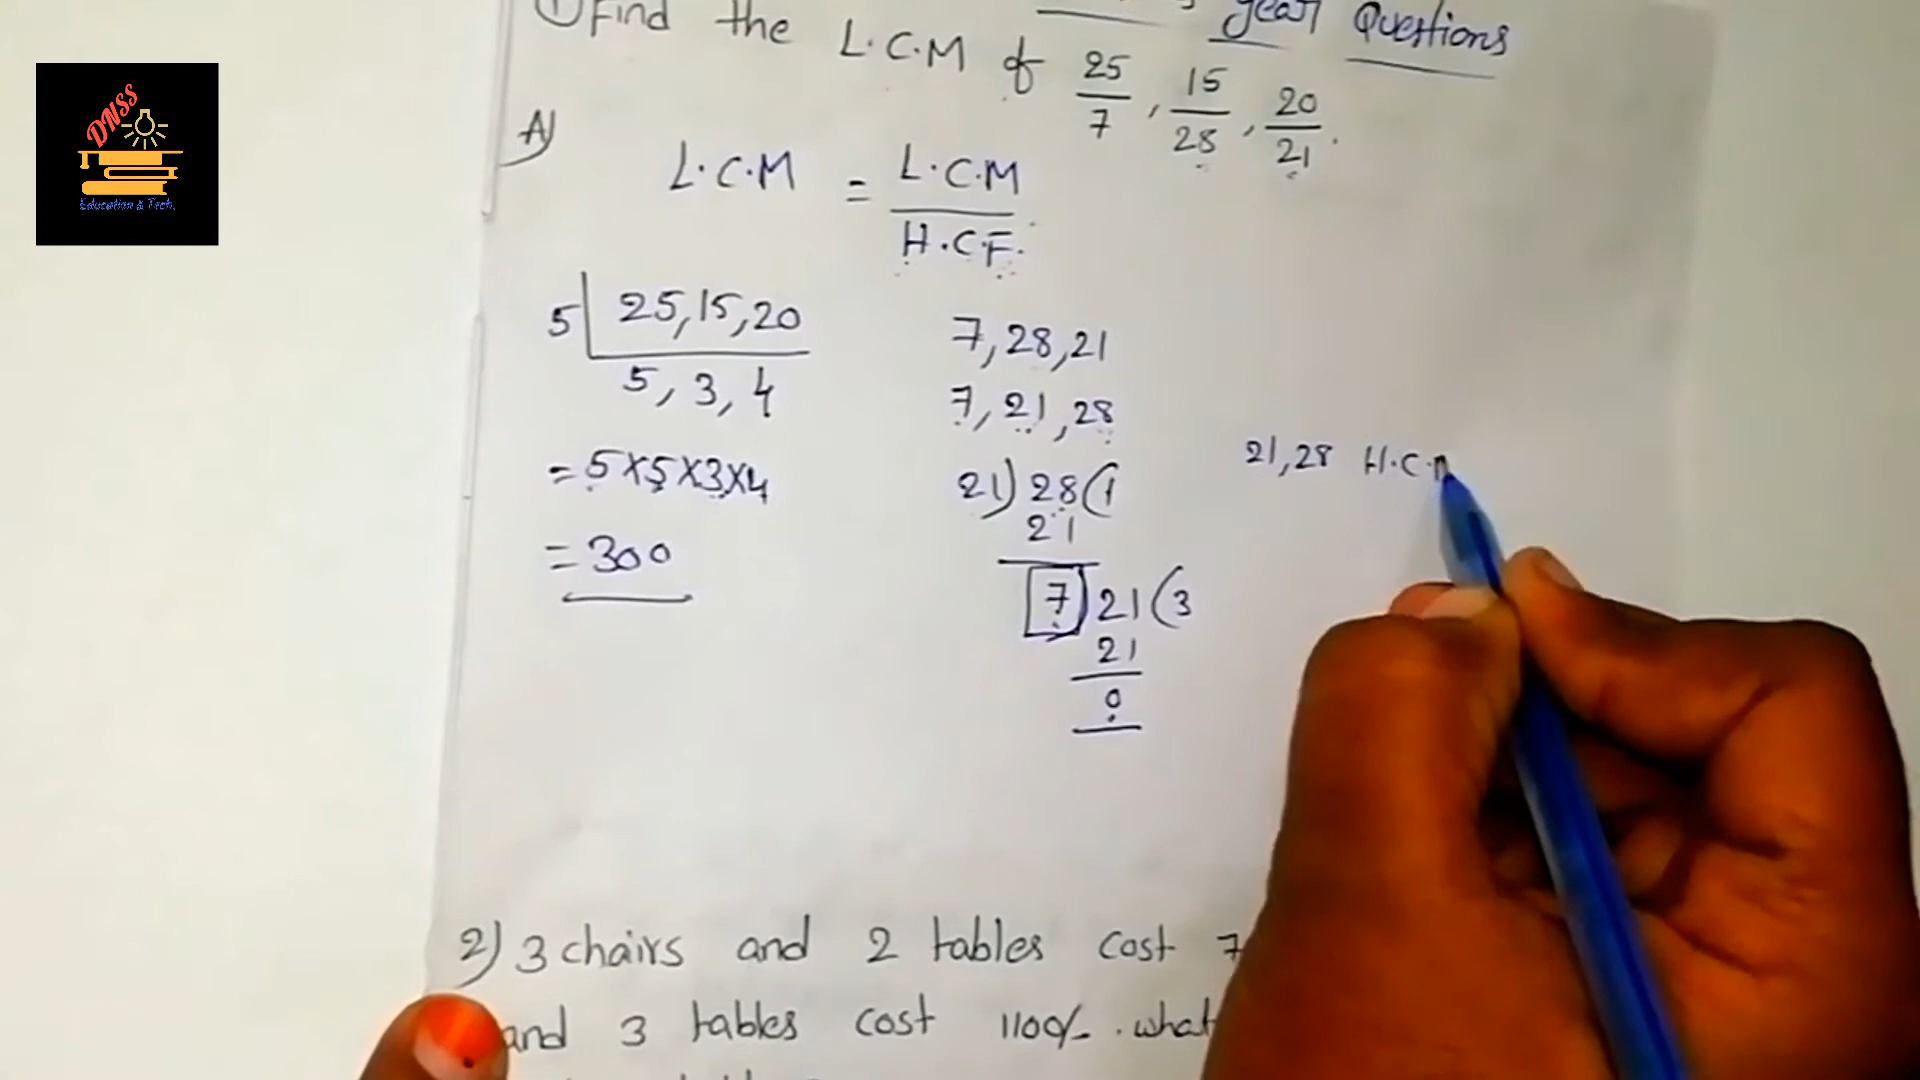 DNSS
Education & Tech.
year Questions
① Find the L.C.M of 25/7, 15/28, 20/21.
A)
L.C.M = L.C.M/H.C.F.
5 | 25, 15, 20
5, 3, 4
= 5×5×3×4
= 300
7, 28, 21
7, 21, 28
21) 28 (1
21
7) 21 (3
21
0
21, 28 H.C.
2) 3 chairs and 2 tables cost 7
and 3 tables cost 1100/- . what